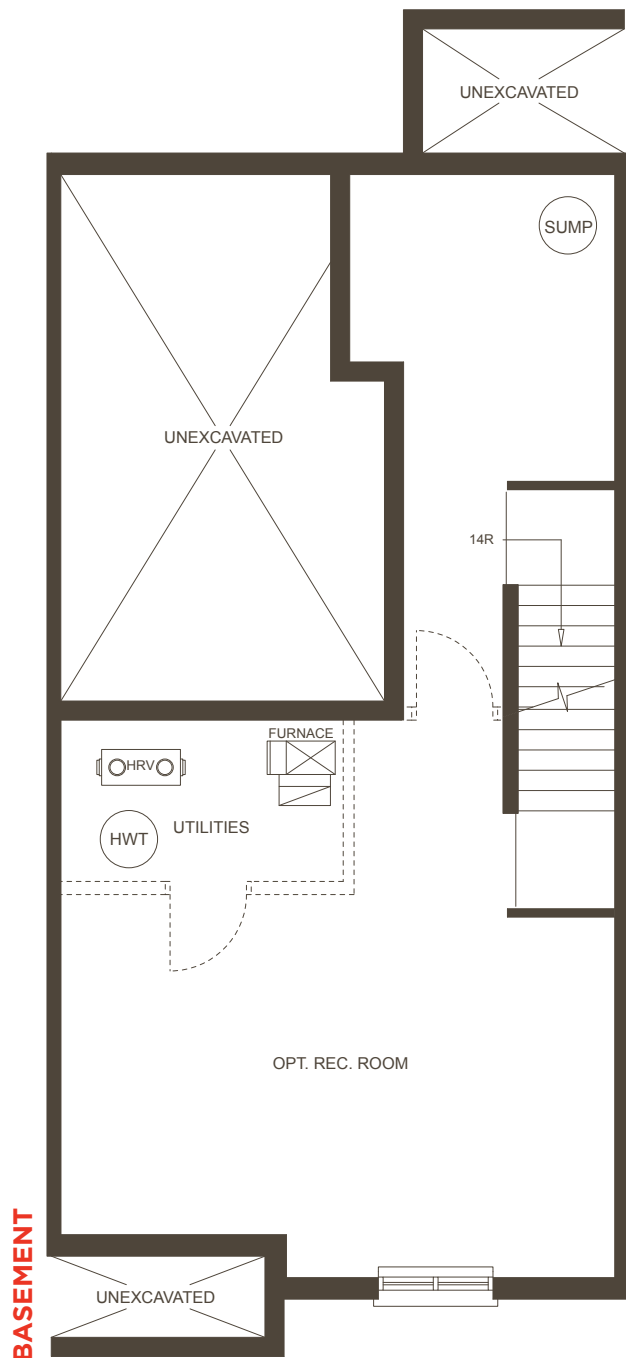 UNEXCAVATED
SUMP
UNEXCAVATED
14R
FURNACE
HRV
HWT
UTILITIES
OPT. REC. ROOM
UNEXCAVATED
BASEMENT